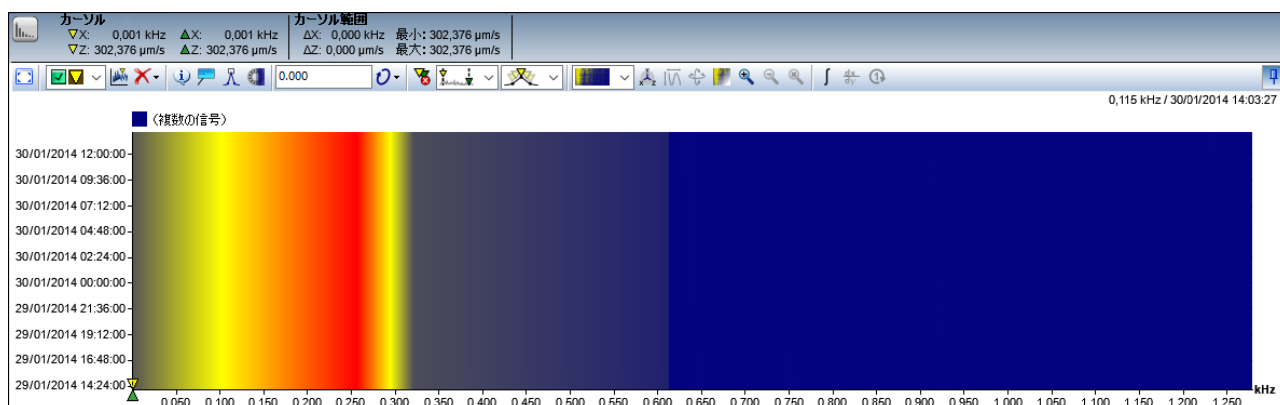 カーソル
X: 0,001 kHz X: 0,001 kHz
Z: 302,376 µm/s Z: 302,376 µm/s
カーソル範囲
ΔX: 0,000 kHz 最小: 302,376 µm/s
ΔZ: 0,000 µm/s 最大: 302,376 µm/s
0.000
0,115 kHz / 30/01/2014 14:03:27
（複数の信号）
30/01/2014 12:00:00
30/01/2014 09:36:00
30/01/2014 07:12:00
30/01/2014 04:48:00
30/01/2014 02:24:00
30/01/2014 00:00:00
29/01/2014 21:36:00
29/01/2014 19:12:00
29/01/2014 16:48:00
29/01/2014 14:24:00
kHz
0,050 0,100 0,150 0,200 0,250 0,300 0,350 0,400 0,450 0,500 0,550 0,600 0,650 0,700 0,750 0,800 0,850 0,900 0,950 1,000 1,050 1,100 1,150 1,200 1,250